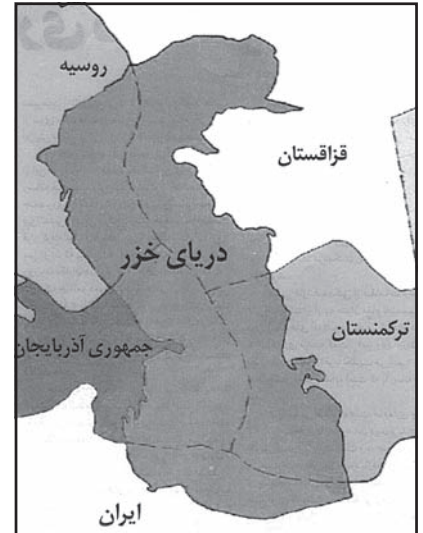 روسیه
قزاقستان
دریای خزر
ترکمنستان
جمهوری آذربایجان
ایران